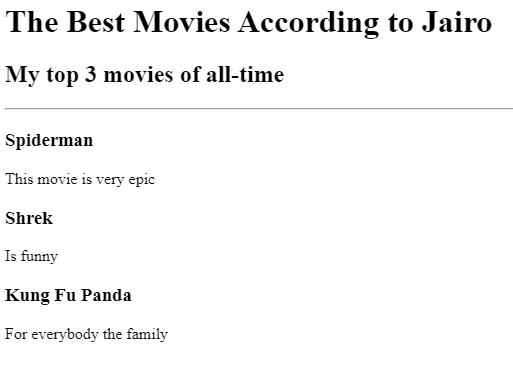 The Best Movies According to Jairo
My top 3 movies of all-time
Spiderman
This movie is very epic
Shrek
Is funny
Kung Fu Panda
For everybody the family